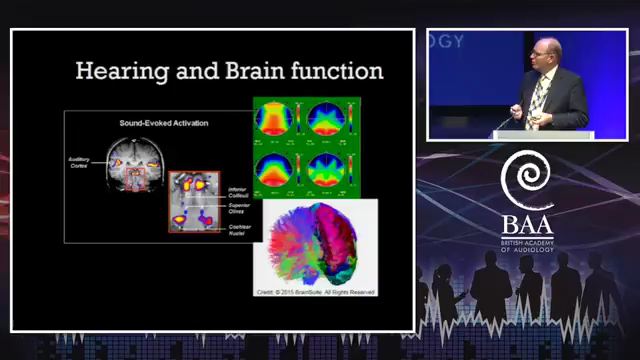 Hearing and Brain function
Sound-Evoked Activation
Auditory
Cortex
Inferior
Colliculi
Superior
Olives
Cochlear
Nuclei
Credit: © 2015 BrainSuite, All Rights Reserved
OLOGY
BAA
BRITISH ACADEMY
OF AUDIOLOGY